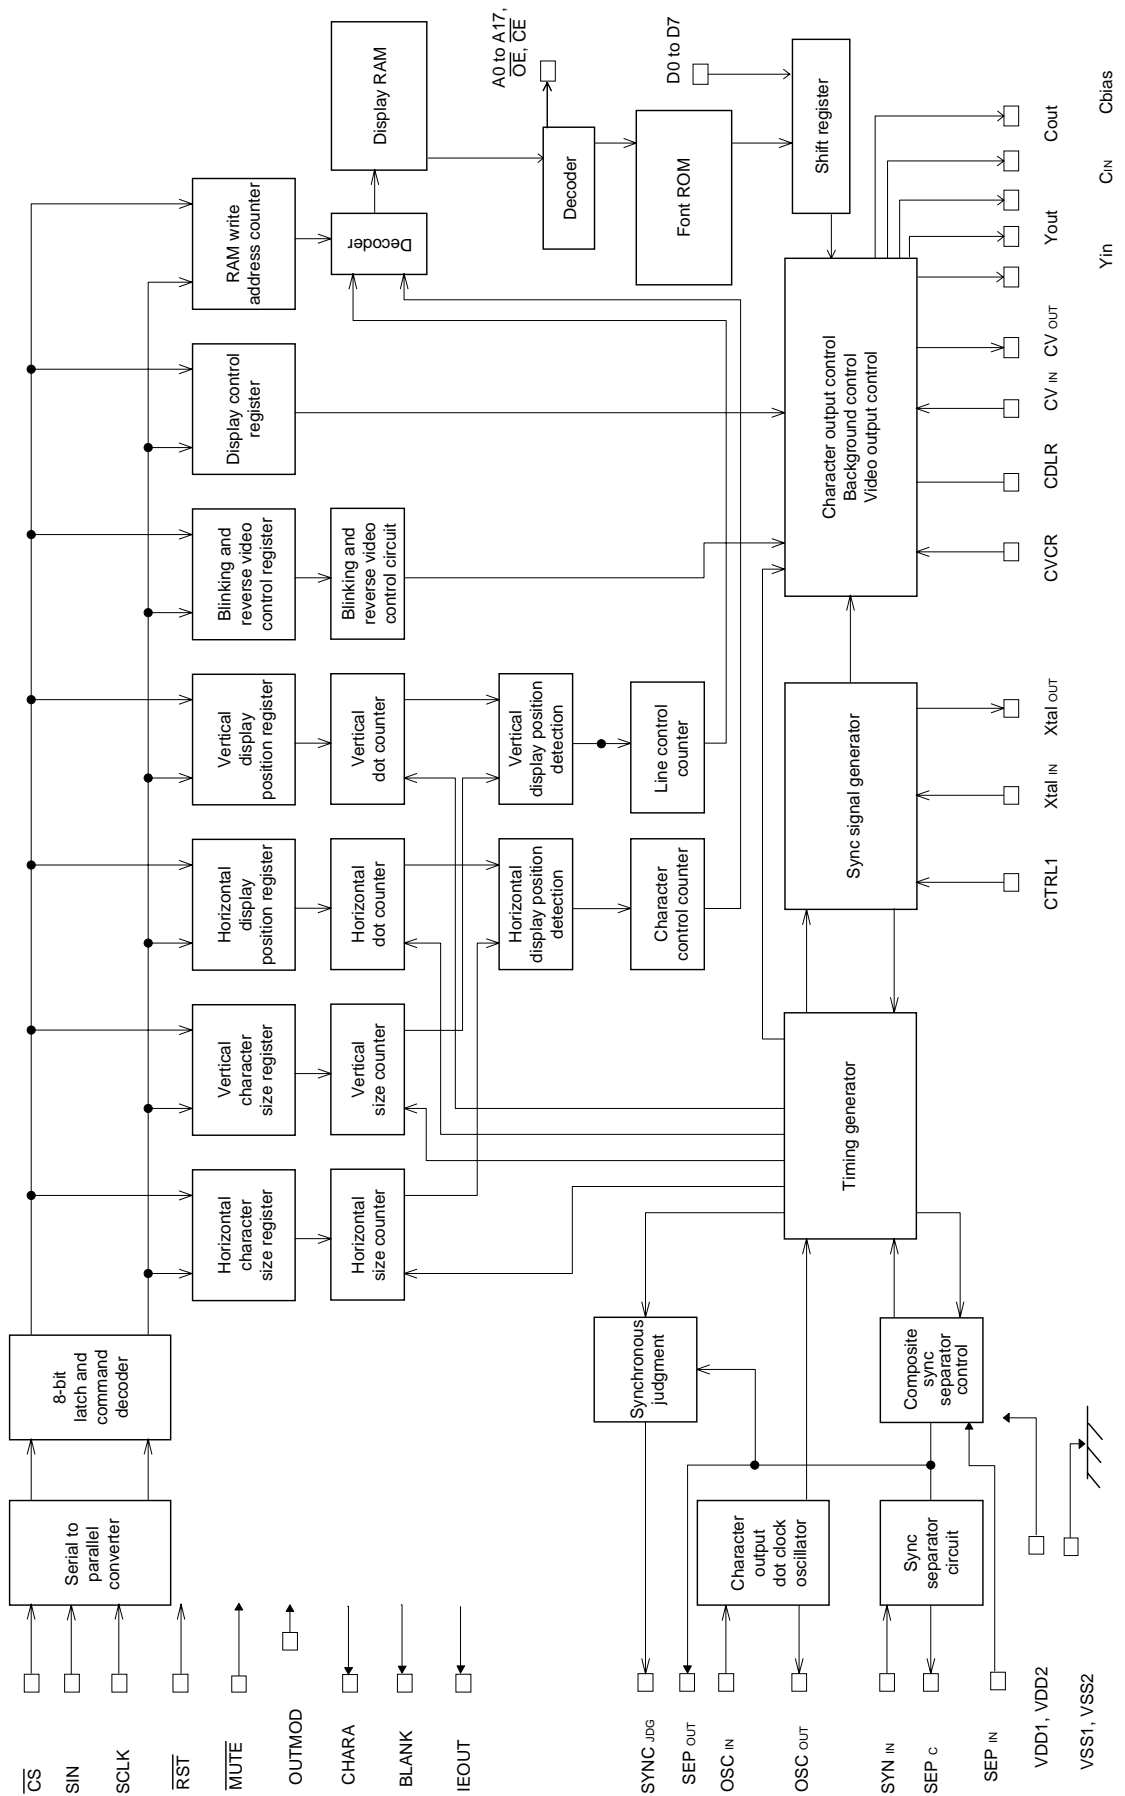 CS
SIN
SCLK
RST
MUTE
OUTMOD
CHARA
BLANK
IEOUT
SYNC JDG
SEP OUT
OSC IN
OSC OUT
SYN IN
SEP C
SEP IN
VDD1, VDD2
VSS1, VSS2
Serial to
parallel
converter
8-bit
latch and
command
decoder
Horizontal
character
size register
Vertical
character
size register
Horizontal
display
position register
Vertical
display
position register
Blinking and
reverse video
control register
Display control
register
RAM write
address counter
Horizontal
size counter
Vertical
size counter
Horizontal
dot counter
Vertical
dot counter
Blinking and
reverse video
control circuit
Decoder
Display RAM
Horizontal
display position
detection
Vertical
display position
detection
Decoder
A0 to A17,
OE, CE
Character
control counter
Line control
counter
Font ROM
D0 to D7
Synchronous
judgment
Character
output
dot clock
oscillator
Timing generator
Sync signal generator
Character output control
Background control
Video output control
Shift register
Sync
separator
circuit
Composite
sync
separator
control
CTRL1
Xtal IN
Xtal OUT
CVCR
CDLR
CV IN
CV OUT
Yin
Yout
CIN
Cout
Cbias